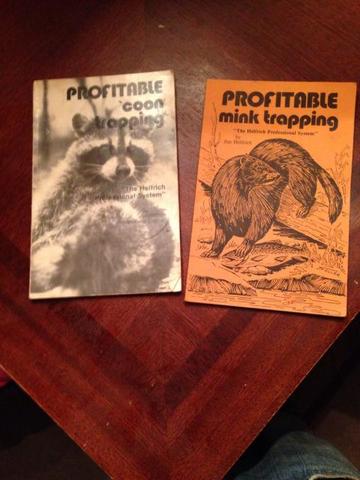 PROFITABLE
coon
trapping
"The Helfrich
Professional System"
PROFITABLE
mink trapping
"The Helfrich Professional System"
by
Jim Helfrich